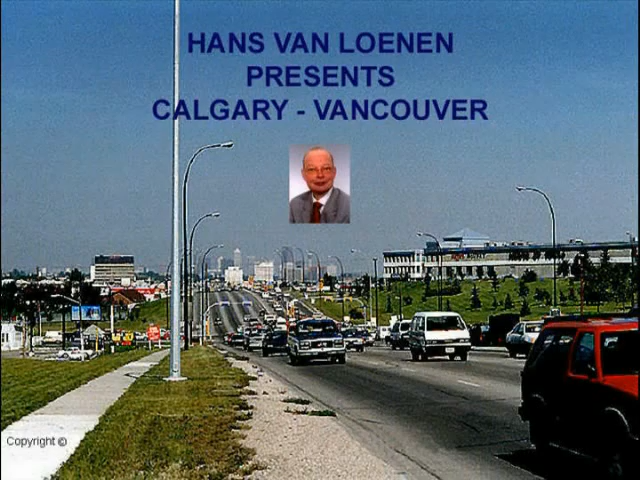 HANS VAN LOENEN
PRESENTS
CALGARY - VANCOUVER
Copyright ©